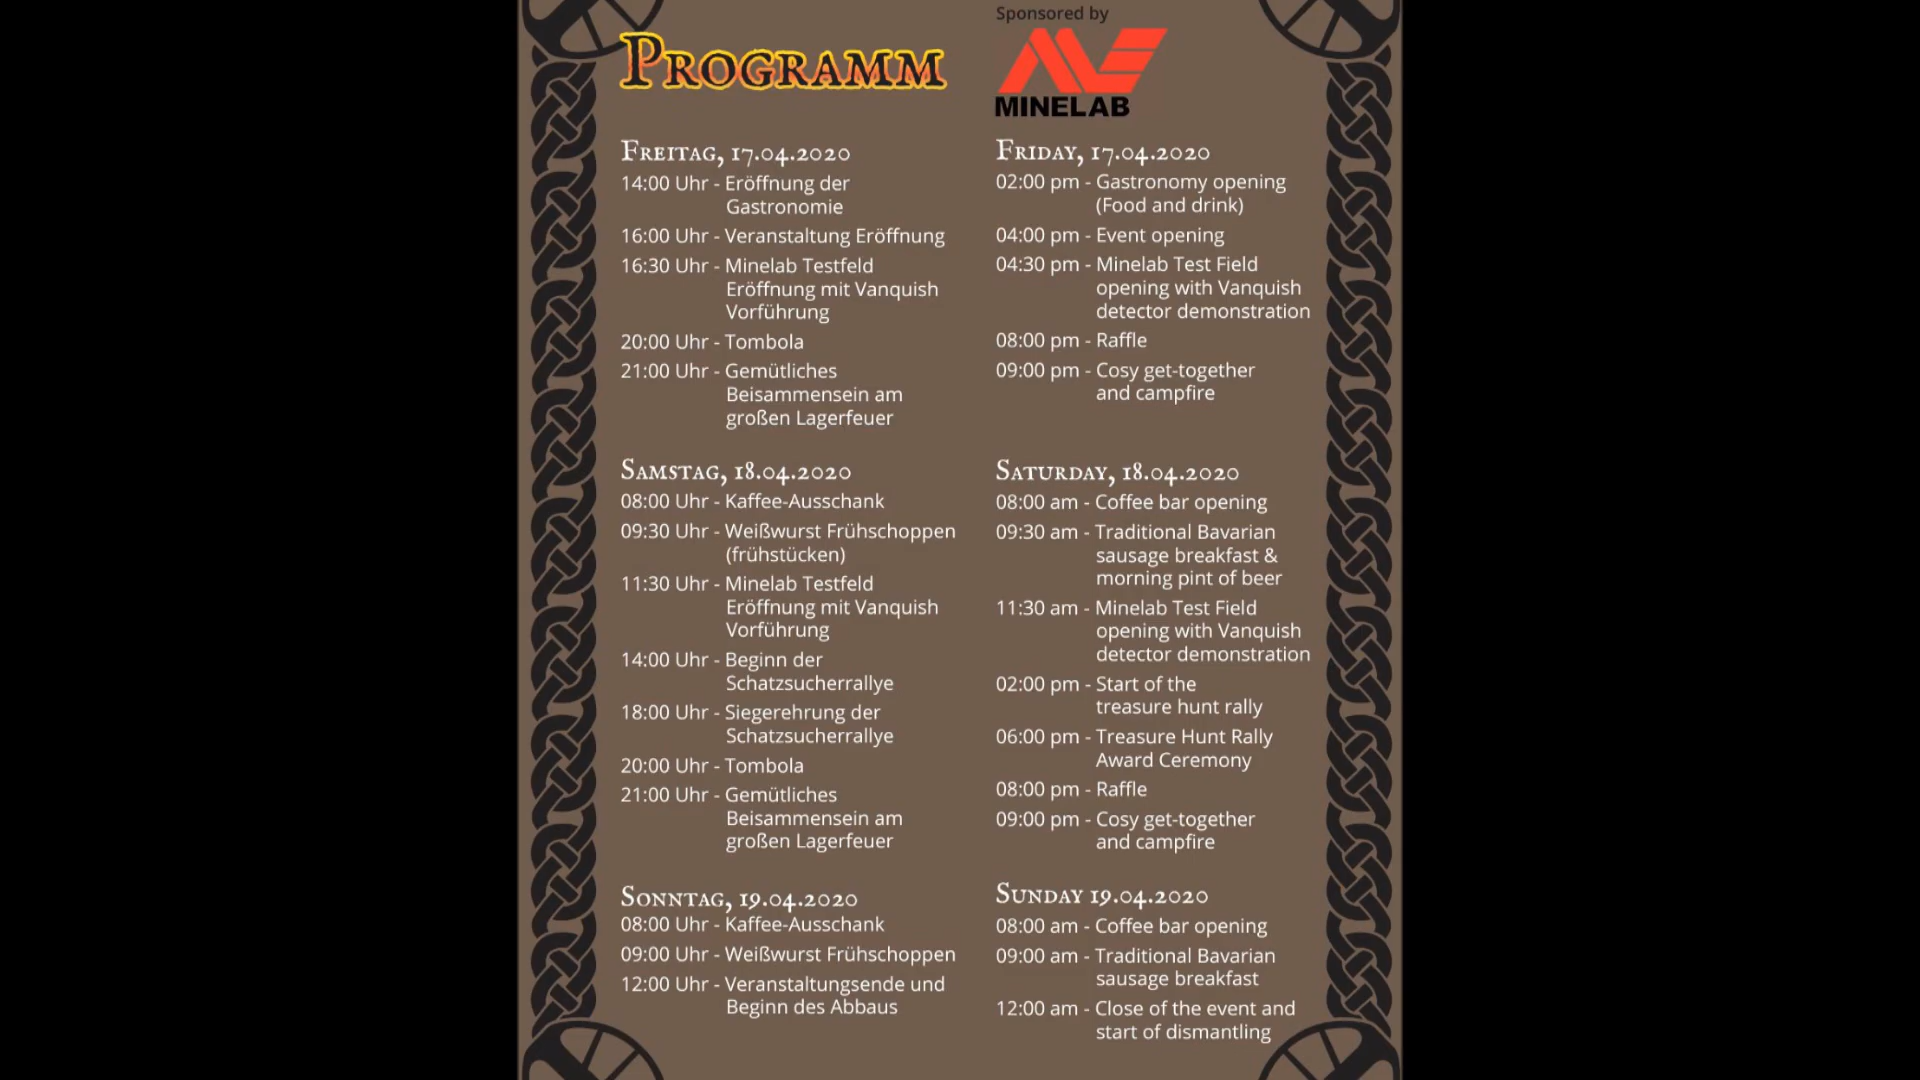 Programm
Freitag, 17.04.2020
14:00 Uhr - Eröffnung der
Gastronomie
16:00 Uhr - Veranstaltung Eröffnung
16:30 Uhr - Minelab Testfeld
Eröffnung mit Vanquish
Vorführung
20:00 Uhr - Tombola
21:00 Uhr - Gemütliches
Beisammensein am
großen Lagerfeuer
Samstag, 18.04.2020
08:00 Uhr - Kaffee-Ausschank
09:30 Uhr - Weißwurst Frühschoppen
(frühstücken)
11:30 Uhr - Minelab Testfeld
Eröffnung mit Vanquish
Vorführung
14:00 Uhr - Beginn der
Schatzsucherrallye
18:00 Uhr - Siegerehrung der
Schatzsucherrallye
20:00 Uhr - Tombola
21:00 Uhr - Gemütliches
Beisammensein am
großen Lagerfeuer
Sonntag, 19.04.2020
08:00 Uhr - Kaffee-Ausschank
09:00 Uhr - Weißwurst Frühschoppen
12:00 Uhr - Veranstaltungsende und
Beginn des Abbaus
Sponsored by
MINELAB
Friday, 17.04.2020
02:00 pm - Gastronomy opening
(Food and drink)
04:00 pm - Event opening
04:30 pm - Minelab Test Field
opening with Vanquish
detector demonstration
08:00 pm - Raffle
09:00 pm - Cosy get-together
and campfire
Saturday, 18.04.2020
08:00 am - Coffee bar opening
09:30 am - Traditional Bavarian
sausage breakfast &
morning pint of beer
11:30 am - Minelab Test Field
opening with Vanquish
detector demonstration
02:00 pm - Start of the
treasure hunt rally
06:00 pm - Treasure Hunt Rally
Award Ceremony
08:00 pm - Raffle
09:00 pm - Cosy get-together
and campfire
Sunday 19.04.2020
08:00 am - Coffee bar opening
09:00 am - Traditional Bavarian
sausage breakfast
12:00 am - Close of the event and
start of dismantling